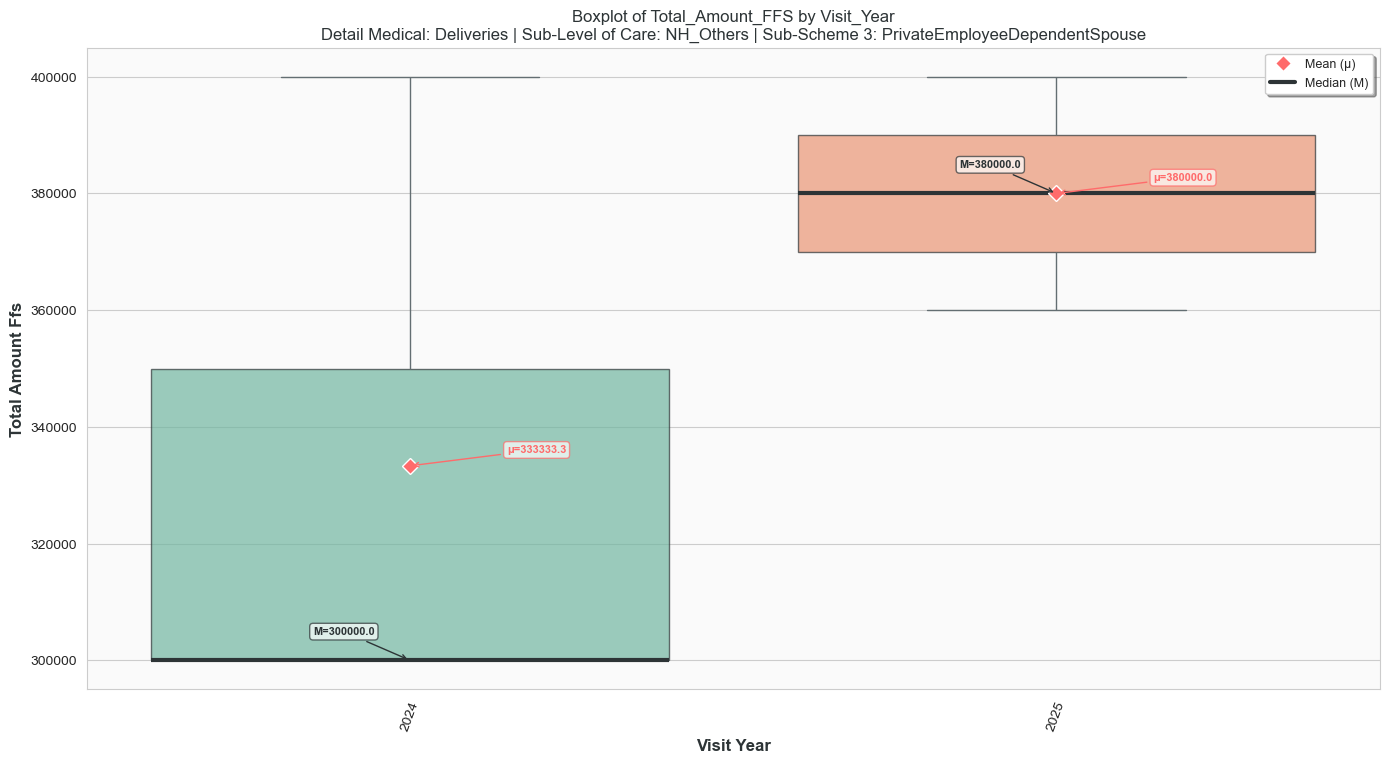 Boxplot of Total_Amount_FFS by Visit_Year
Detail Medical: Deliveries | Sub-Level of Care: NH_Others | Sub-Scheme 3: PrivateEmployeeDependentSpouse
Mean (μ)
Median (M)
Total Amount Ffs
400000
380000
360000
340000
320000
300000
M=380000.0
μ=380000.0
μ=333333.3
M=300000.0
2024
2025
Visit Year